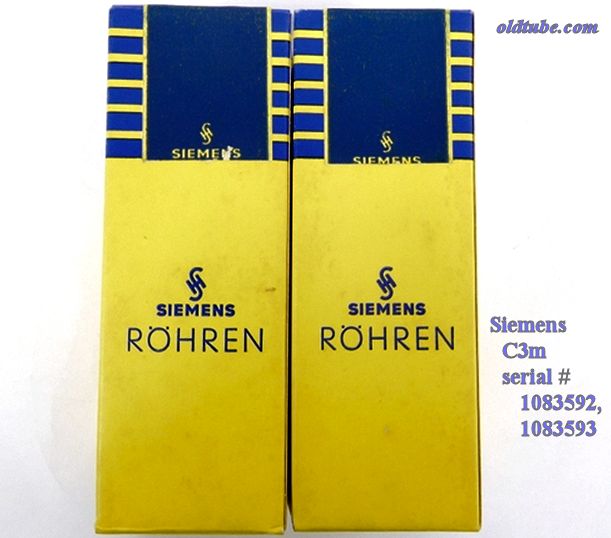 oldtube.com
SIEMENS
SIEMENS
SIEMENS
RÖHREN
SIEMENS
RÖHREN
Siemens
C3m
serial #
1083592,
1083593